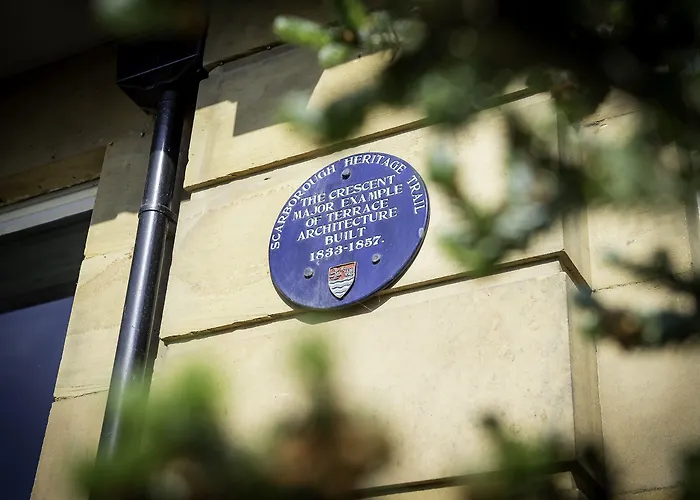 SCARBOROUGH HERITAGE TRAIL
THE CRESCENT
MAJOR EXAMPLE
OF TERRACE
ARCHITECTURE
BUILT
1833-1857.